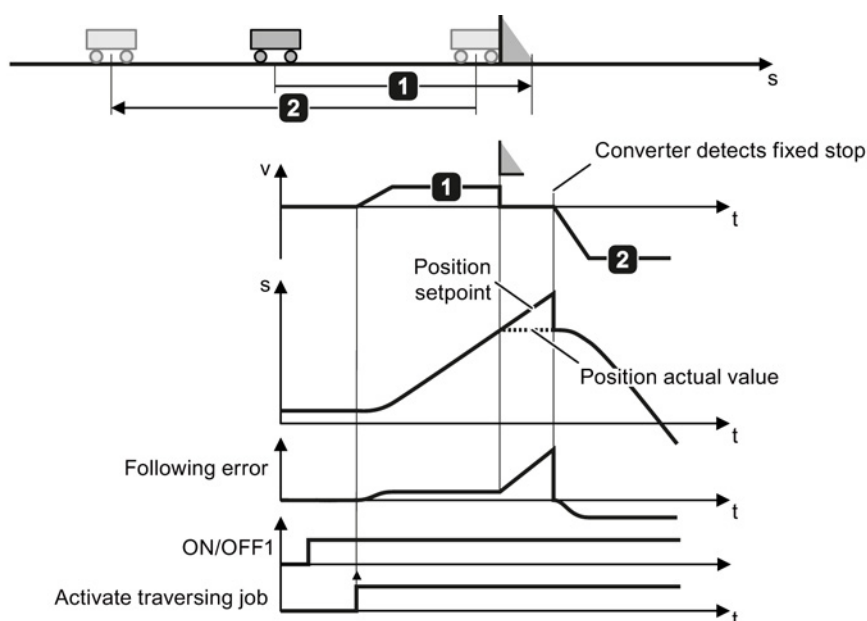 s
1
2
Converter detects fixed stop
v
1
t
2
s
Position
setpoint
Position actual value
t
Following error
t
ON/OFF1
Activate traversing job
t